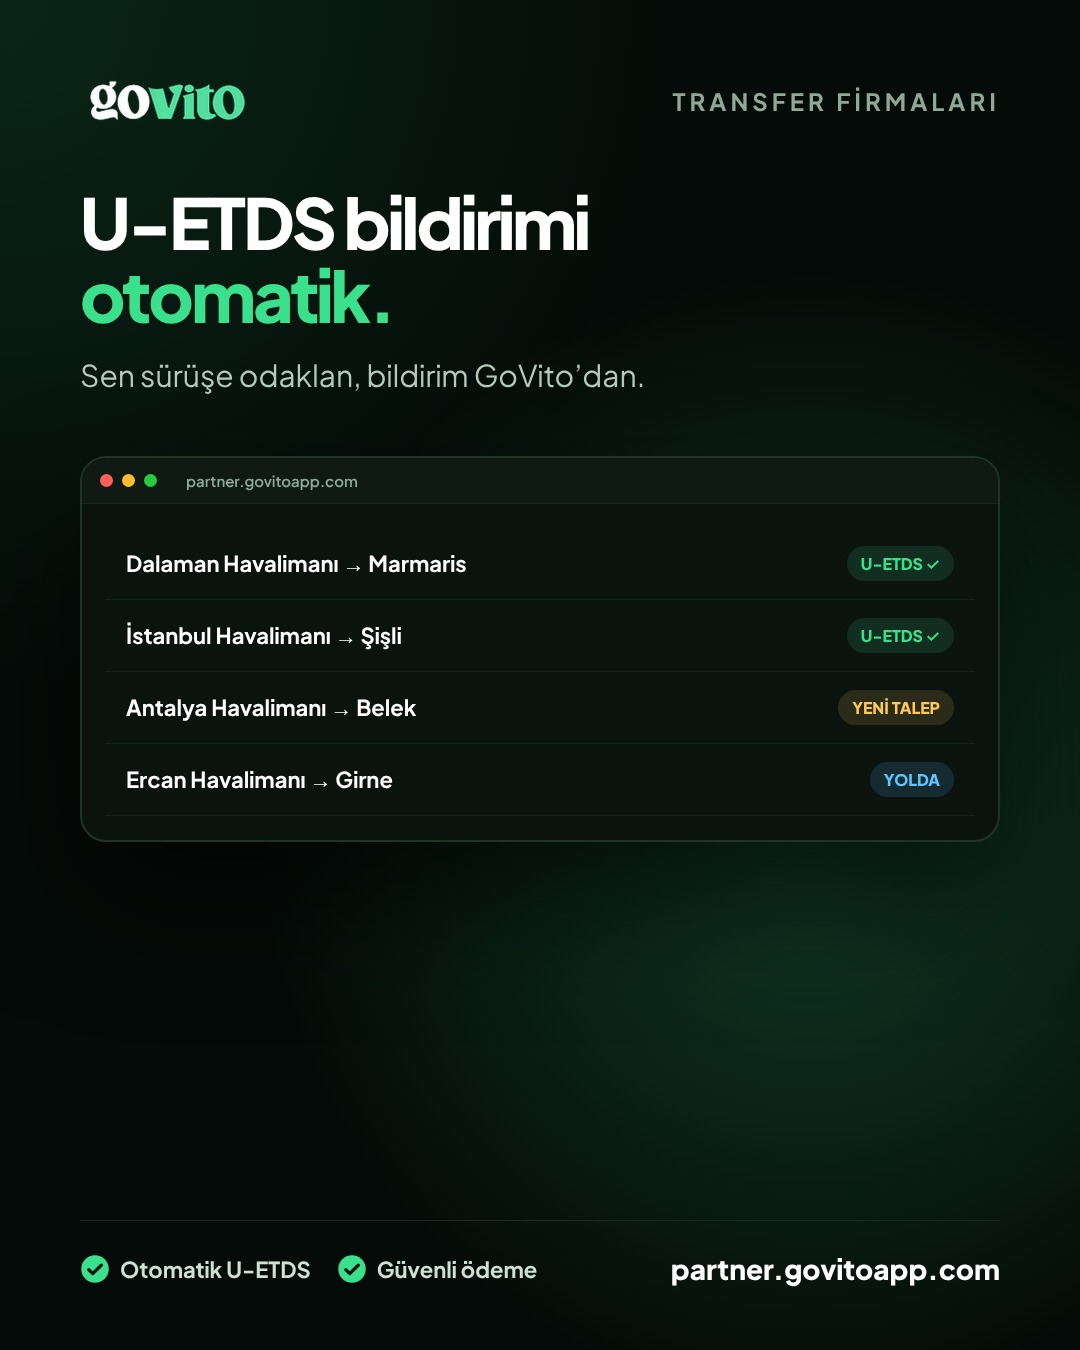 govito
TRANSFER FİRMALARI
U-ETDS bildirimi
otomatik.
Sen sürüşe odaklan, bildirim GoVito’dan.
partner.govitoapp.com
Dalaman Havalimanı → Marmaris
U-ETDS ✓
İstanbul Havalimanı → Şişli
U-ETDS ✓
Antalya Havalimanı → Belek
YENİ TALEP
Ercan Havalimanı → Girne
YOLDA
Otomatik U-ETDS
Güvenli ödeme
partner.govitoapp.com